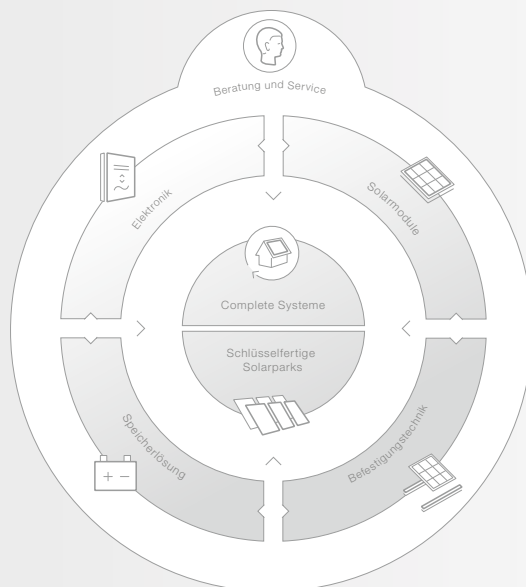 Beratung und Service
Elektronik
Solarmodule
Complete Systeme
Schlüsselfertige
Solarparks
Speicherlösung
Befestigungstechnik